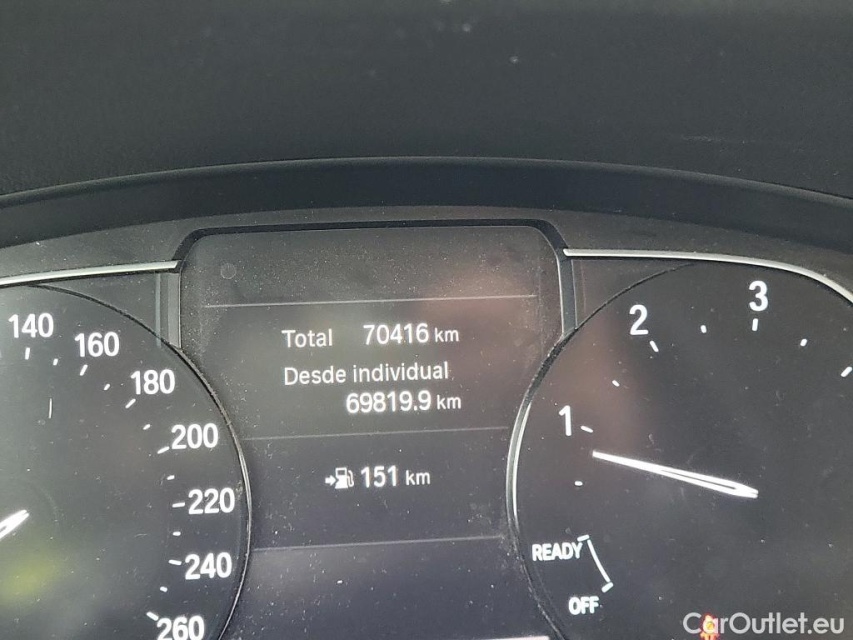 140
160
180
200
220
240
260
Total 70416 km
Desde individual
69819.9 km
151 km
1
2
3
READY
OFF
CarOutlet.eu